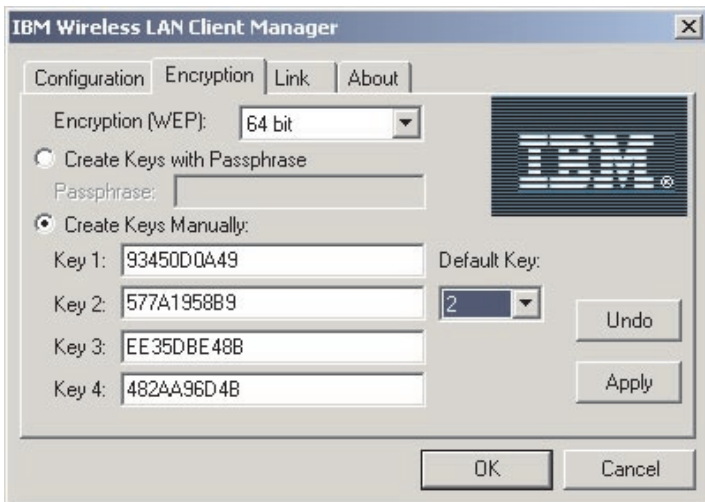 IBM Wireless LAN Client Manager
Configuration Encryption Link About
Encryption (WEP): 64 bit
IBM®
Create Keys with Passphrase
Passphrase:
Create Keys Manually:
Key 1: 93450D0A49 Default Key:
Key 2: 577A1958B9 2
Undo
Key 3: EE35DBE48B
Key 4: 482AA96D4B Apply
OK Cancel